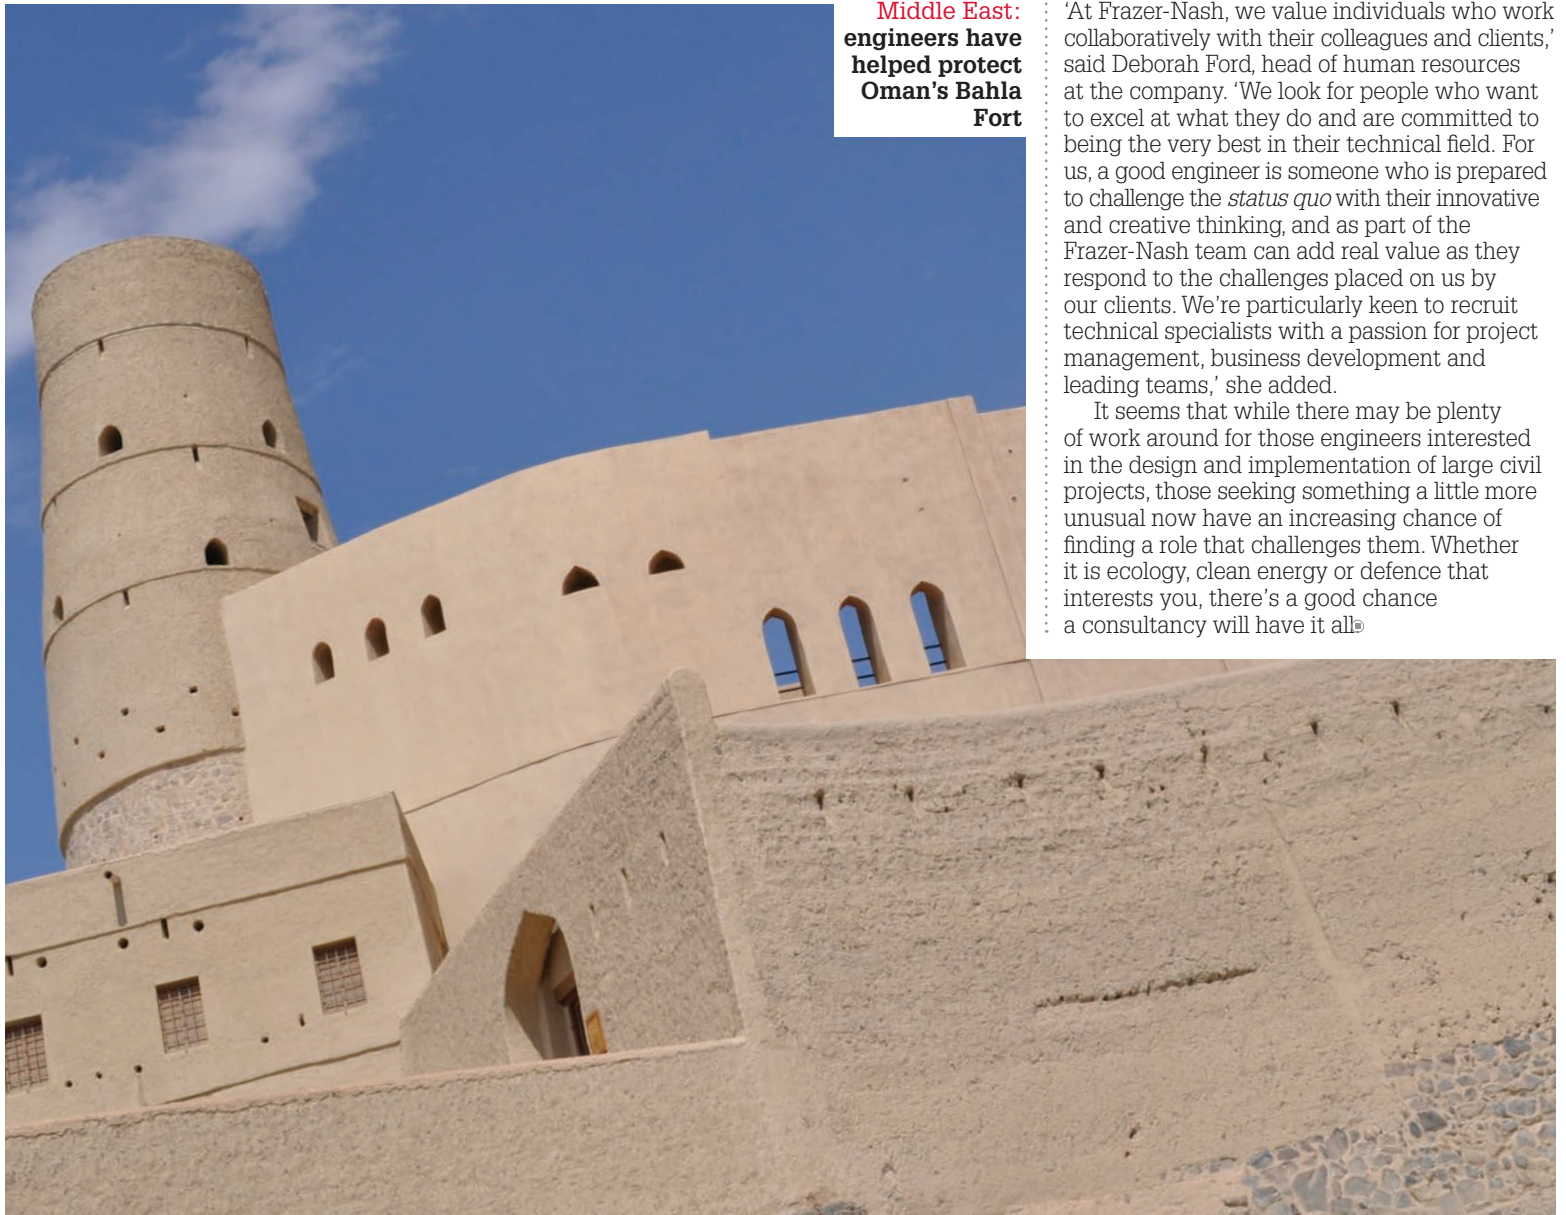 Middle East:
engineers have
helped protect
Oman’s Bahla
Fort
‘At Frazer-Nash, we value individuals who work
collaboratively with their colleagues and clients,’
said Deborah Ford, head of human resources
at the company. ‘We look for people who want
to excel at what they do and are committed to
being the very best in their technical field. For
us, a good engineer is someone who is prepared
to challenge the status quo with their innovative
and creative thinking, and as part of the
Frazer-Nash team can add real value as they
respond to the challenges placed on us by
our clients. We’re particularly keen to recruit
technical specialists with a passion for project
management, business development and
leading teams,’ she added.
It seems that while there may be plenty
of work around for those engineers interested
in the design and implementation of large civil
projects, those seeking something a little more
unusual now have an increasing chance of
finding a role that challenges them. Whether
it is ecology, clean energy or defence that
interests you, there’s a good chance
a consultancy will have it all